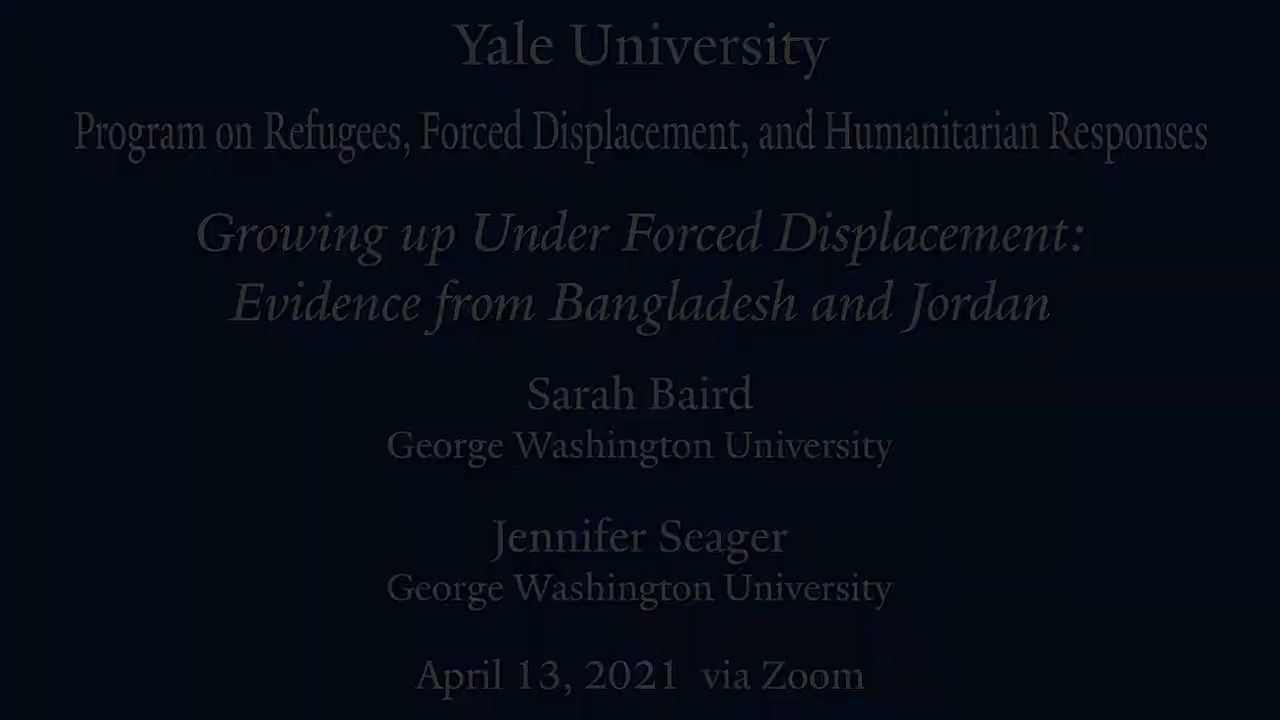 Yale University
Program on Refugees, Forced Displacement, and Humanitarian Responses
Growing up Under Forced Displacement:
Evidence from Bangladesh and Jordan
Sarah Baird
George Washington University
Jennifer Seager
George Washington University
April 13, 2021 via Zoom